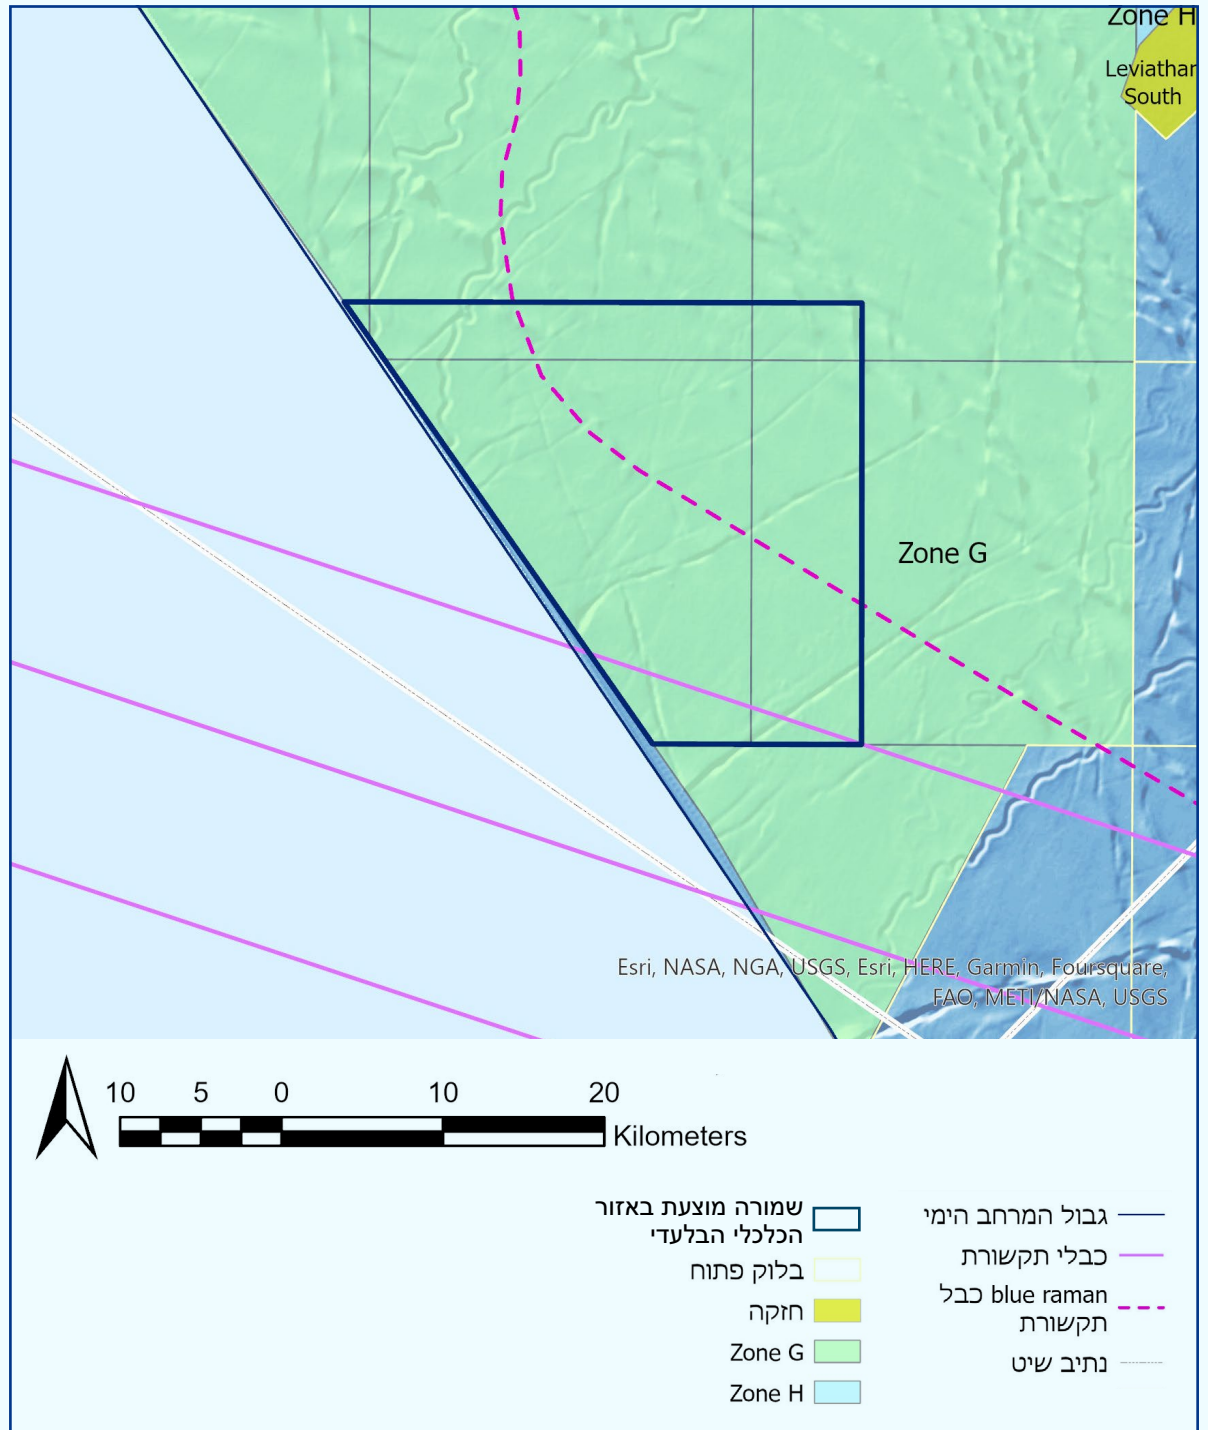 Zone H
Leviathan
South
Zone G
Esri, NASA, NGA, USGS, Esri, HERE, Garmin, Foursquare,
FAO, METI/NASA, USGS
10 5 0 10 20
Kilometers
גבול המרחב הימי
כבלי תקשורת
כבל blue raman
תקשורת
נתיב שיט
שמורה מוצעת באזור
הכלכלי הבלעדי
בלוק פתוח
חזקה
Zone G
Zone H